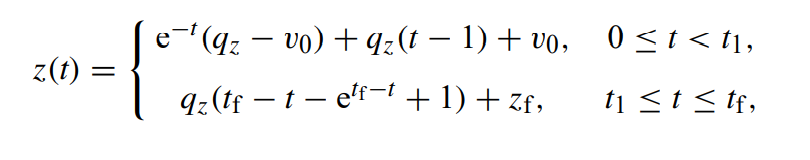 z(t) = { e^{−t}(q_z − v_0) + q_z(t − 1) + v_0, 0 ≤ t < t_1,
q_z(t_f − t − e^{t_f−t} + 1) + z_f, t_1 ≤ t ≤ t_f,